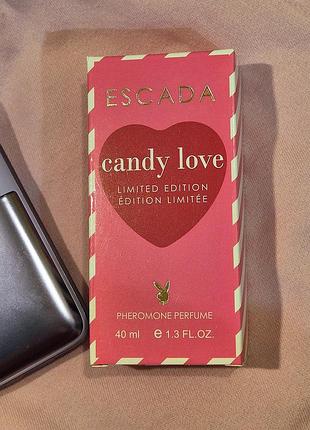 ESCADA
candy love
LIMITED EDITION
ÉDITION LIMITÉE
PHEROMONE PERFUME
40 ml e 1.3 FL.OZ.